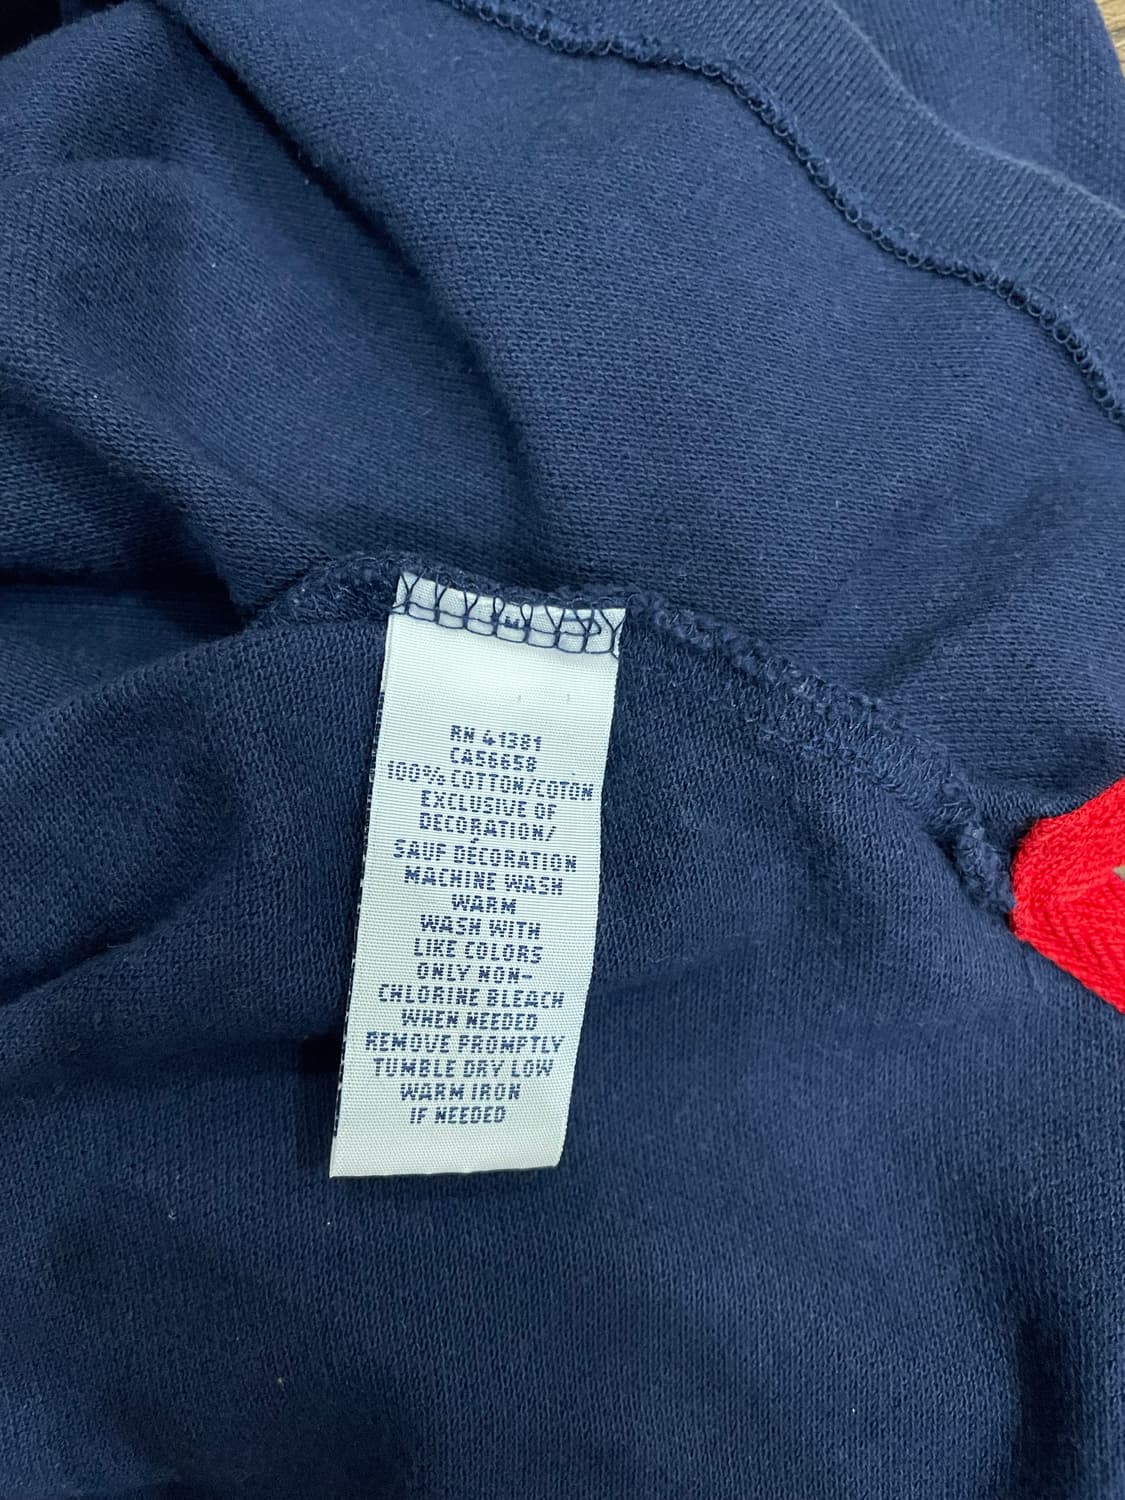 M
RN 41381
CA56658
100% COTTON/COTON
EXCLUSIVE OF
DECORATION/
SAUF DÉCORATION
MACHINE WASH
WARM
WASH WITH
LIKE COLORS
ONLY NON-
CHLORINE BLEACH
WHEN NEEDED
REMOVE PROMPTLY
TUMBLE DRY LOW
WARM IRON
IF NEEDED